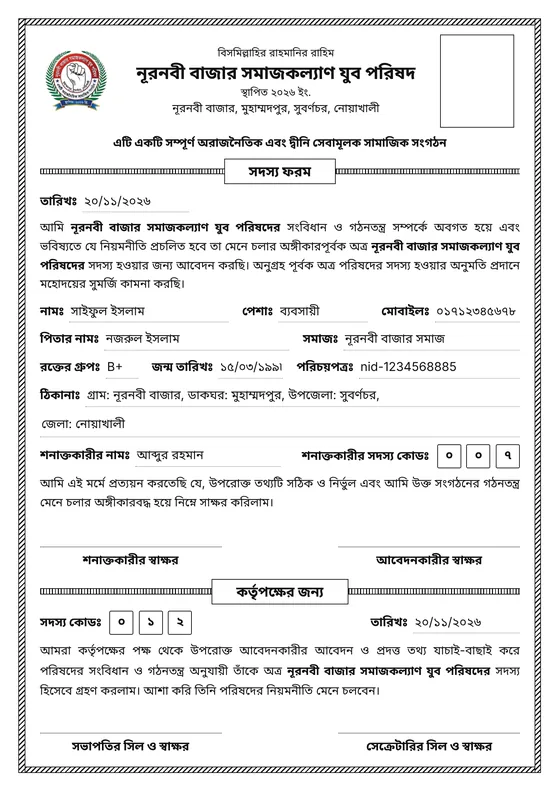 বিসমিল্লাহির রাহমানির রাহিম
নূরনবী বাজার সমাজকল্যাণ যুব পরিষদ
স্থাপিত ২০২৬ ইং.
নূরনবী বাজার, মুহাম্মদপুর, সুবর্ণচর, নোয়াখালী
এটি একটি সম্পূর্ণ অরাজনৈতিক এবং দ্বীনি সেবামূলক সামাজিক সংগঠন
সদস্য ফরম
তারিখঃ ২০/১১/২০২৬
আমি নূরনবী বাজার সমাজকল্যাণ যুব পরিষদের সংবিধান ও গঠনতন্ত্র সম্পর্কে অবগত হয়ে এবং
ভবিষ্যতে যে নিয়মনীতি প্রচলিত হবে তা মেনে চলার অঙ্গীকারপূর্বক অত্র নূরনবী বাজার সমাজকল্যাণ যুব
পরিষদের সদস্য হওয়ার জন্য আবেদন করছি। অনুগ্রহ পূর্বক অত্র পরিষদের সদস্য হওয়ার অনুমতি প্রদানে
মহোদয়ের সুমর্জি কামনা করছি।
নামঃ সাইফুল ইসলাম পেশাঃ ব্যবসায়ী মোবাইলঃ ০১৭১২৩৪৫৬৭৮
পিতার নামঃ নজরুল ইসলাম সমাজঃ নূরনবী বাজার সমাজ
রক্তের গ্রুপঃ B+ জন্ম তারিখঃ ১৫/০৩/১৯৯১ পরিচয়পত্রঃ nid-1234568885
ঠিকানাঃ গ্রাম: নূরনবী বাজার, ডাকঘর: মুহাম্মদপুর, উপজেলা: সুবর্ণচর,
জেলা: নোয়াখালী
শনাক্তকারীর নামঃ আব্দুর রহমান শনাক্তকারীর সদস্য কোডঃ ০ ০ ৭
আমি এই মর্মে প্রত্যয়ন করতেছি যে, উপরোক্ত তথ্যটি সঠিক ও নির্ভুল এবং আমি উক্ত সংগঠনের গঠনতন্ত্র
মেনে চলার অঙ্গীকারবদ্ধ হয়ে নিম্নে সাক্ষর করিলাম।
শনাক্তকারীর স্বাক্ষর আবেদনকারীর স্বাক্ষর
কর্তৃপক্ষের জন্য
সদস্য কোডঃ ০ ১ ২ তারিখঃ ২০/১১/২০২৬
আমরা কর্তৃপক্ষের পক্ষ থেকে উপরোক্ত আবেদনকারীর আবেদন ও প্রদত্ত তথ্য যাচাই-বাছাই করে
পরিষদের সংবিধান ও গঠনতন্ত্র অনুযায়ী তাঁকে অত্র নূরনবী বাজার সমাজকল্যাণ যুব পরিষদের সদস্য
হিসেবে গ্রহণ করলাম। আশা করি তিনি পরিষদের নিয়মনীতি মেনে চলবেন।
সভাপতির সিল ও স্বাক্ষর সেক্রেটারির সিল ও স্বাক্ষর